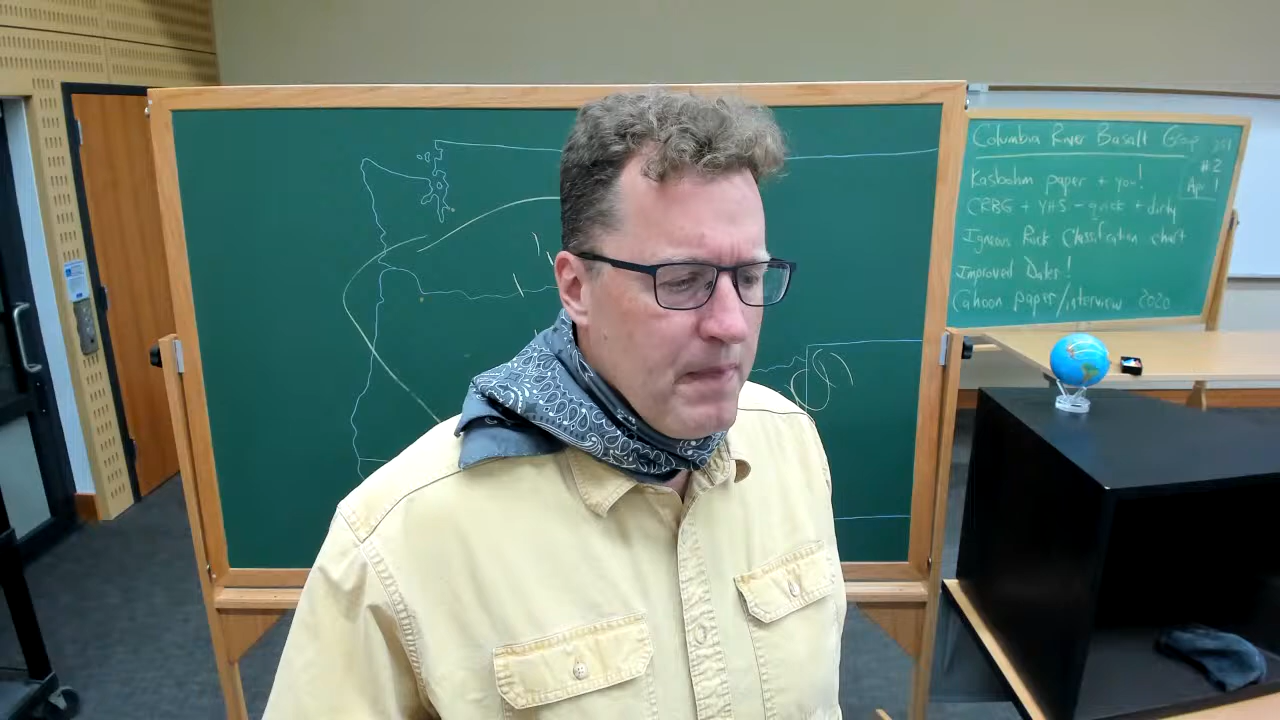 Columbia River Basalt Group 351
#2
Kasbohm paper + you!
Apr 1
CRBG + YHS - quick + dirty
Igneous Rock Classification chart
Improved Dates!
Cahoon paper/interview 2020